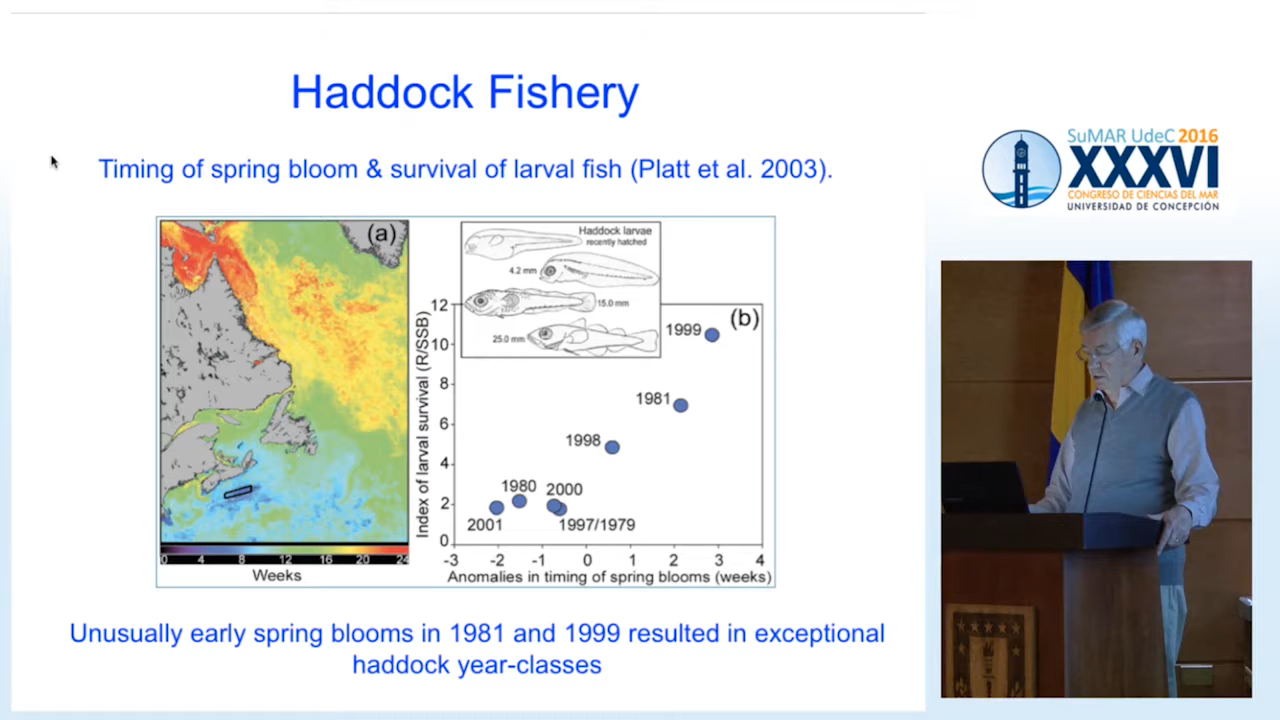 Haddock Fishery
Timing of spring bloom & survival of larval fish (Platt et al. 2003).
(a)
0 4 8 12 16 20 24
Weeks
Haddock larvae
recently hatched
4.2 mm
15.0 mm
25.0 mm
(b)
Index of larval survival (R/SSB)
12
10
8
6
4
2
0
1999
1981
1998
1980
2000
2001
1997/1979
-3 -2 -1 0 1 2 3 4
Anomalies in timing of spring blooms (weeks)
Unusually early spring blooms in 1981 and 1999 resulted in exceptional
haddock year-classes
SuMAR UdeC 2016
XXXVI
CONGRESO DE CIENCIAS DEL MAR
UNIVERSIDAD DE CONCEPCIÓN